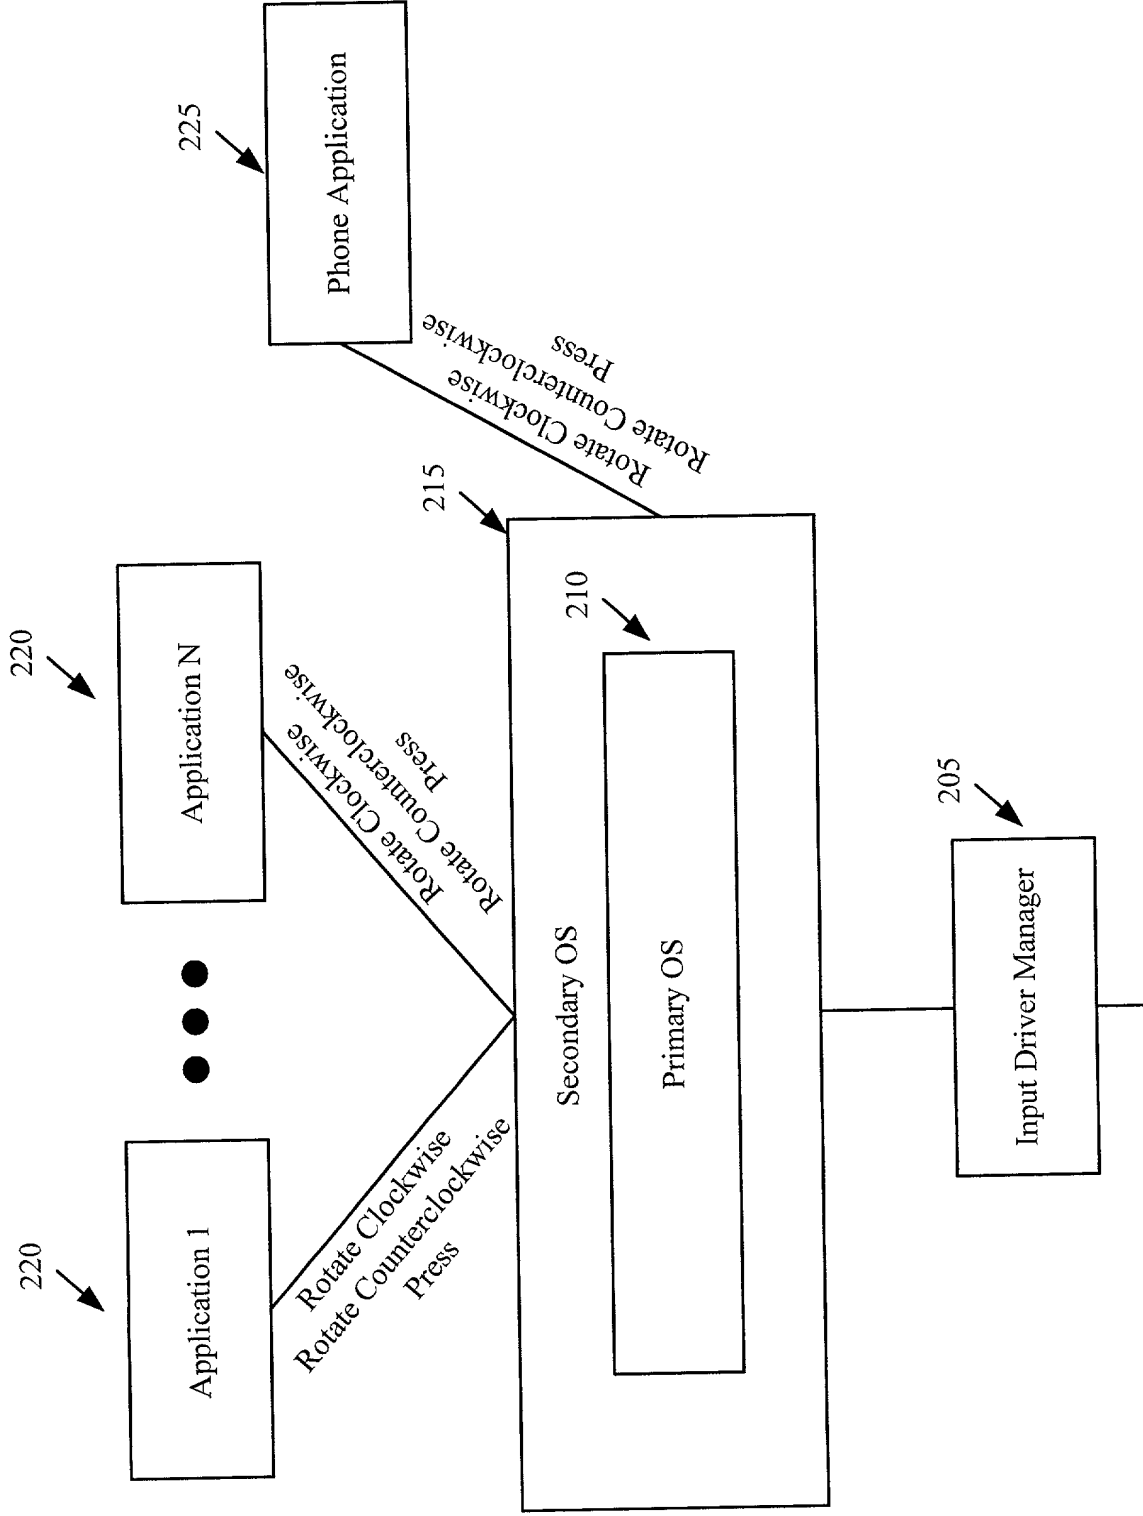 220
Application 1
220
Application N
225
Phone Application
Rotate Clockwise
Rotate Counterclockwise
Press
Rotate Clockwise
Rotate Counterclockwise
Press
Rotate Clockwise
Rotate Counterclockwise
Press
215
Secondary OS
210
Primary OS
205
Input Driver Manager